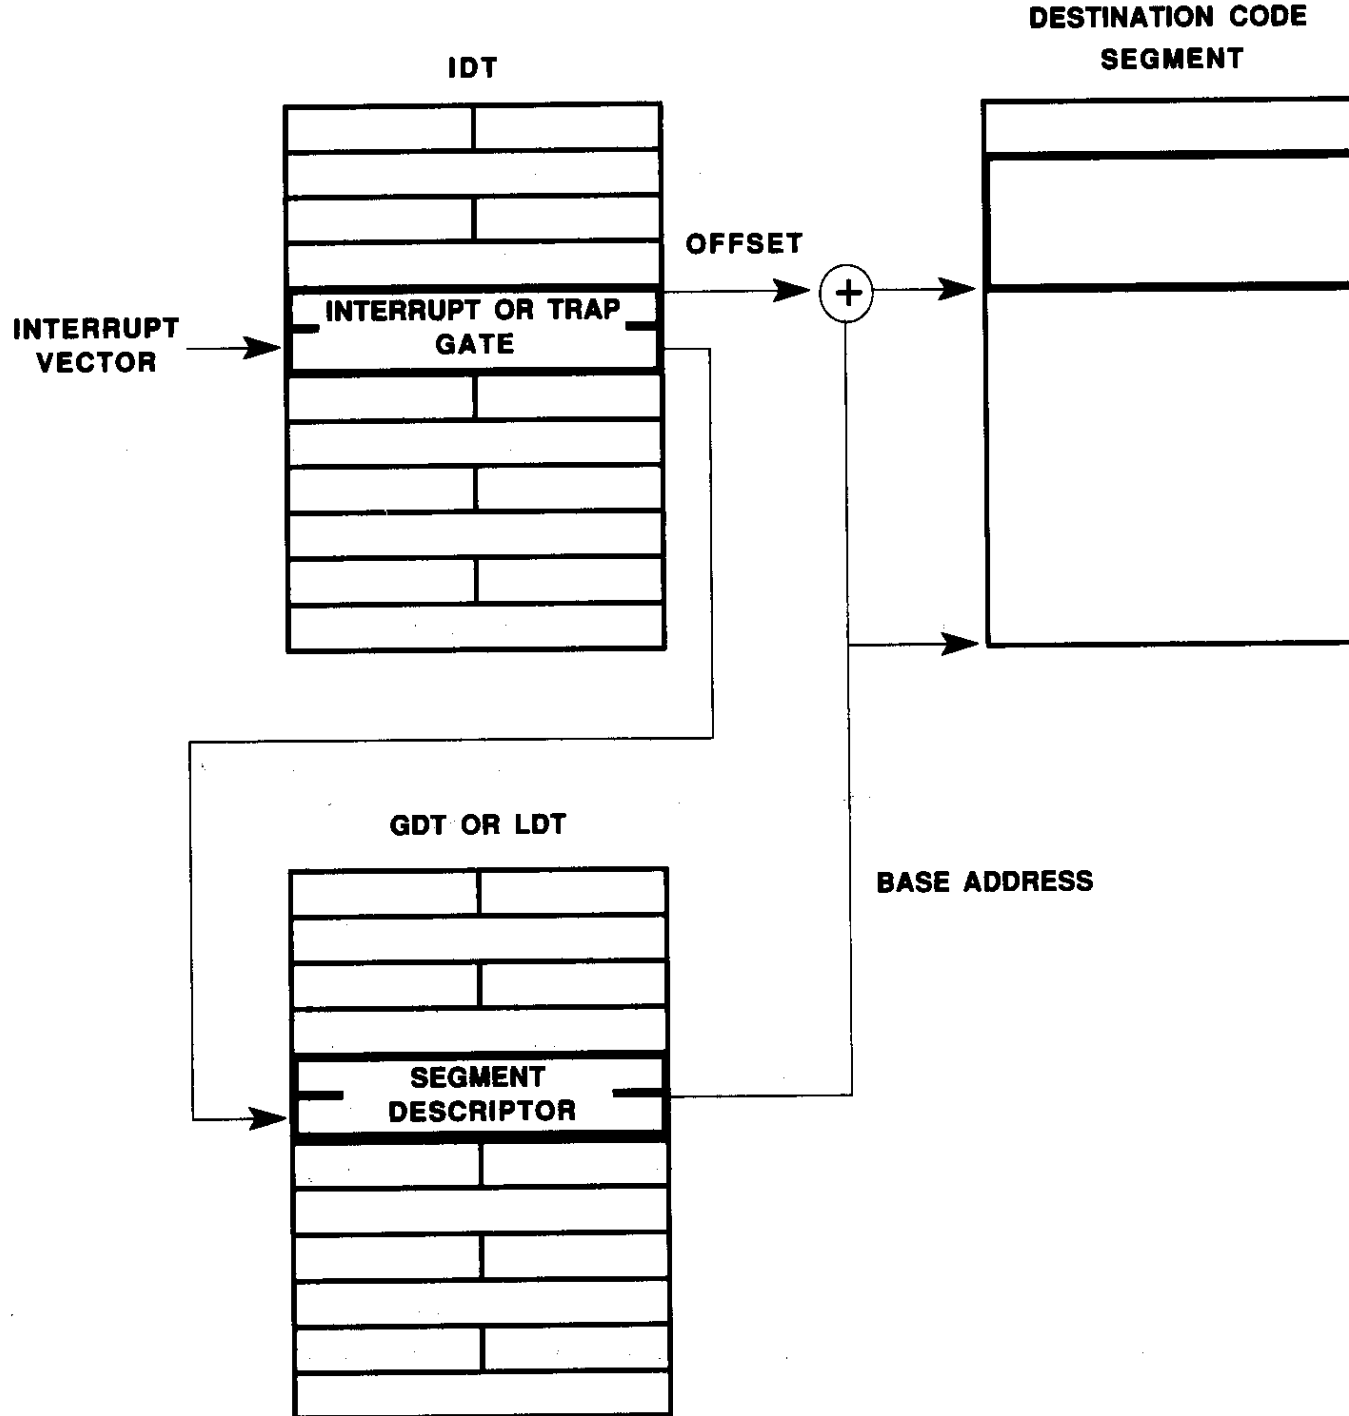 DESTINATION CODE
SEGMENT
IDT
OFFSET
+
INTERRUPT OR TRAP
GATE
INTERRUPT
VECTOR
GDT OR LDT
BASE ADDRESS
SEGMENT
DESCRIPTOR